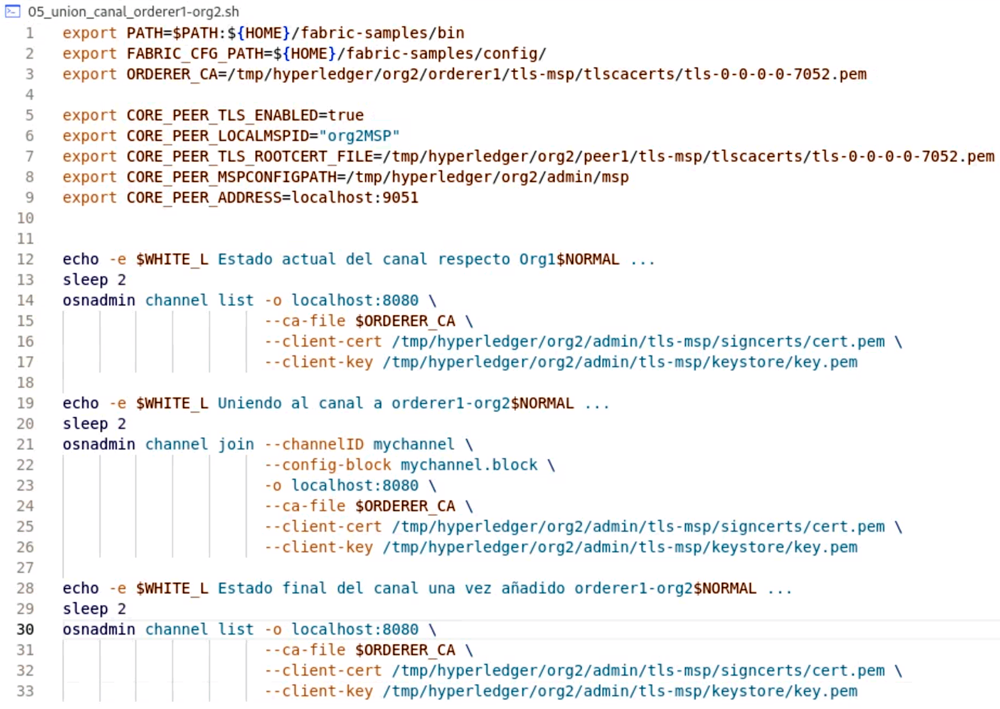 05_union_canal_orderer1-org2.sh
1 export PATH=$PATH:${HOME}/fabric-samples/bin
2 export FABRIC_CFG_PATH=${HOME}/fabric-samples/config/
3 export ORDERER_CA=/tmp/hyperledger/org2/orderer1/tls-msp/tlscacerts/tls-0-0-0-0-7052.pem
4
5 export CORE_PEER_TLS_ENABLED=true
6 export CORE_PEER_LOCALMSPID="org2MSP"
7 export CORE_PEER_TLS_ROOTCERT_FILE=/tmp/hyperledger/org2/peer1/tls-msp/tlscacerts/tls-0-0-0-0-7052.pem
8 export CORE_PEER_MSPCONFIGPATH=/tmp/hyperledger/org2/admin/msp
9 export CORE_PEER_ADDRESS=localhost:9051
10
11
12 echo -e $WHITE_L Estado actual del canal respecto Org1$NORMAL ...
13 sleep 2
14 osnadmin channel list -o localhost:8080 \
15 --ca-file $ORDERER_CA \
16 --client-cert /tmp/hyperledger/org2/admin/tls-msp/signcerts/cert.pem \
17 --client-key /tmp/hyperledger/org2/admin/tls-msp/keystore/key.pem
18
19 echo -e $WHITE_L Uniendo al canal a orderer1-org2$NORMAL ...
20 sleep 2
21 osnadmin channel join --channelID mychannel \
22 --config-block mychannel.block \
23 -o localhost:8080 \
24 --ca-file $ORDERER_CA \
25 --client-cert /tmp/hyperledger/org2/admin/tls-msp/signcerts/cert.pem \
26 --client-key /tmp/hyperledger/org2/admin/tls-msp/keystore/key.pem
27
28 echo -e $WHITE_L Estado final del canal una vez añadido orderer1-org2$NORMAL ...
29 sleep 2
30 osnadmin channel list -o localhost:8080 \
31 --ca-file $ORDERER_CA \
32 --client-cert /tmp/hyperledger/org2/admin/tls-msp/signcerts/cert.pem \
33 --client-key /tmp/hyperledger/org2/admin/tls-msp/keystore/key.pem